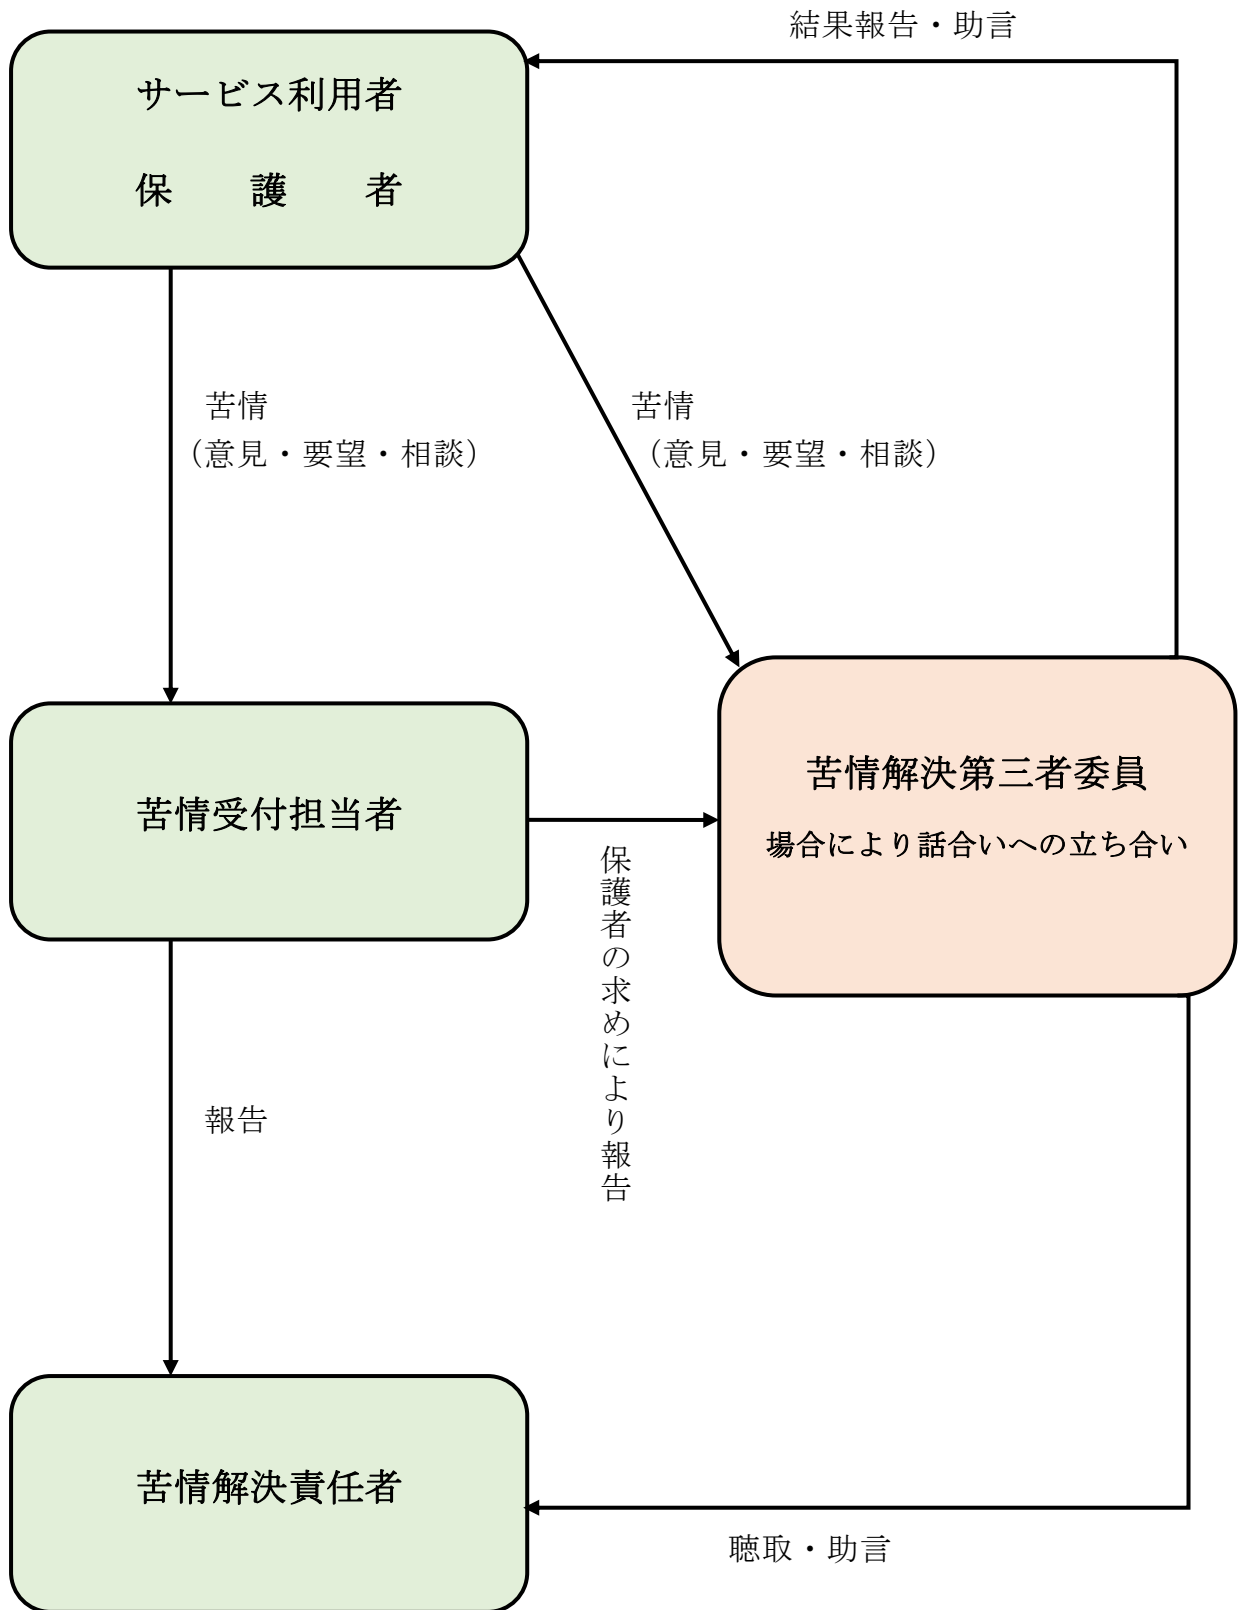 結果報告・助言
サービス利用者
保　護　者
苦情
（意見・要望・相談）
苦情
（意見・要望・相談）
苦情受付担当者
苦情解決第三者委員
場合により話合いへの立ち合い
保護者の求めにより報告
報告
苦情解決責任者
聴取・助言